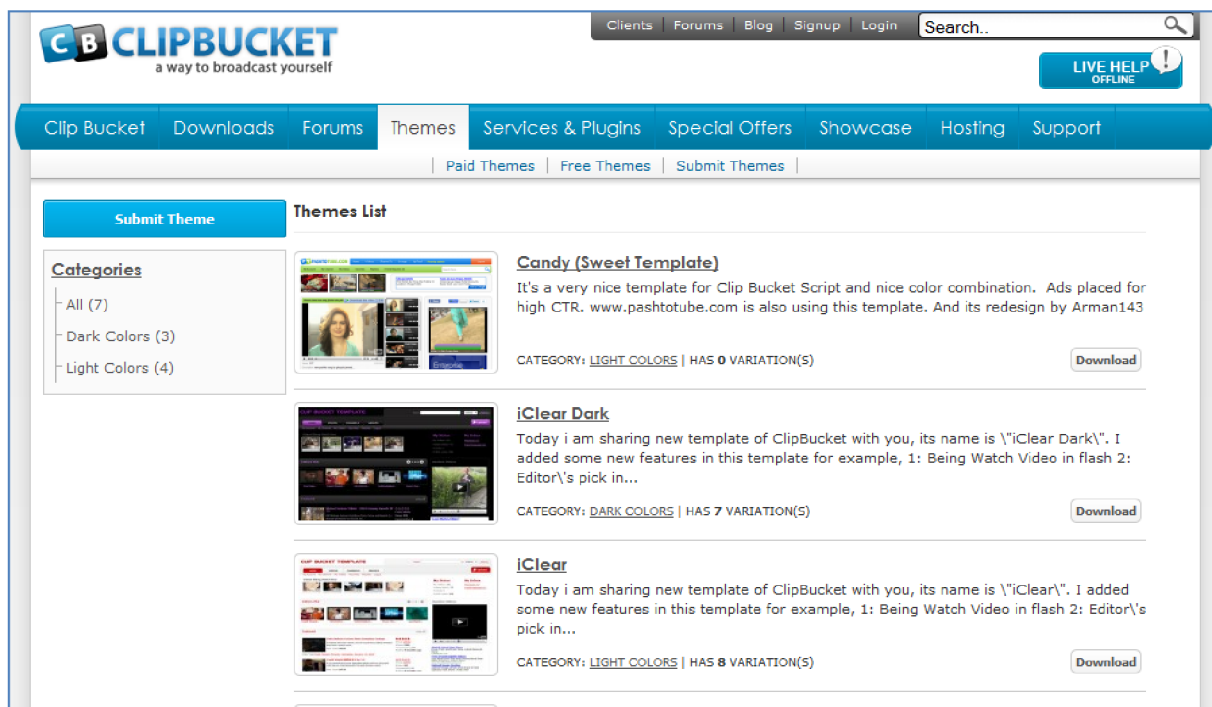 Clients | Forums | Blog | Signup | Login
Search..
CB CLIPBUCKET
a way to broadcast yourself
LIVE HELP !
OFFLINE
Clip Bucket Downloads Forums Themes Services & Plugins Special Offers Showcase Hosting Support
| Paid Themes | Free Themes | Submit Themes |
Submit Theme
Themes List
Categories
All (7)
Dark Colors (3)
Light Colors (4)
Candy (Sweet Template)
It's a very nice template for Clip Bucket Script and nice color combination. Ads placed for
high CTR. www.pashtotube.com is also using this template. And its redesign by Arman143
CATEGORY: LIGHT COLORS | HAS 0 VARIATION(S)
Download
CLIP BUCKET TEMPLATE
iClear Dark
Today i am sharing new template of ClipBucket with you, its name is \"iClear Dark\". I
added some new features in this template for example, 1: Being Watch Video in flash 2:
Editor\'s pick in...
CATEGORY: DARK COLORS | HAS 7 VARIATION(S)
Download
CLIP BUCKET TEMPLATE
iClear
Today i am sharing new template of ClipBucket with you, its name is \"iClear\". I added
some new features in this template for example, 1: Being Watch Video in flash 2: Editor\'s
pick in...
CATEGORY: LIGHT COLORS | HAS 8 VARIATION(S)
Download